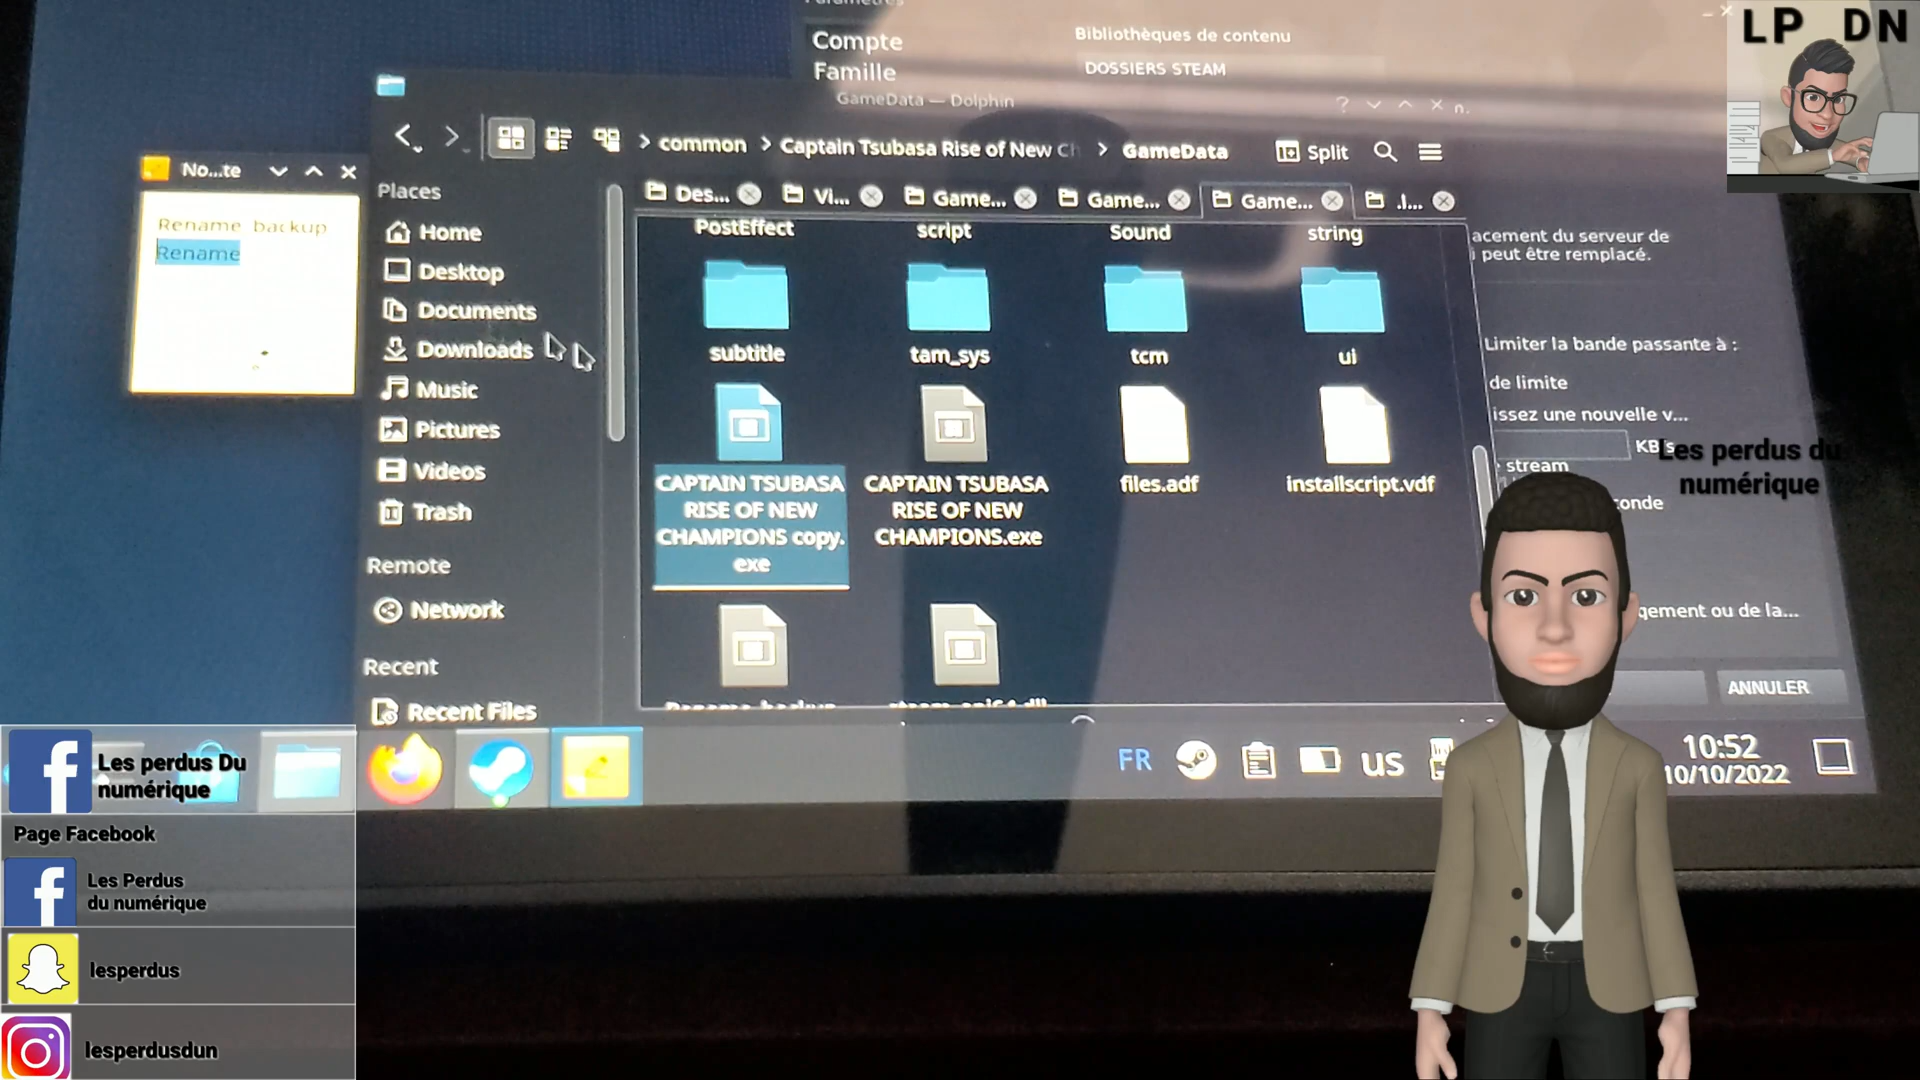 Compte
Famille
Bibliothèques de contenu
DOSSIERS STEAM
LP DN
GameData — Dolphin
n.
common
Captain Tsubasa Rise of New Ch
GameData
Split
No...te
Rename backup
Rename
Places
Home
Desktop
Documents
Downloads
Music
Pictures
Videos
Trash
Remote
Network
Recent
Recent Files
Des...
Vi...
Game...
Game...
Game...
.l...
PostEffect
script
Sound
string
subtitle
tam_sys
tcm
ui
CAPTAIN TSUBASA
RISE OF NEW
CHAMPIONS copy.
exe
CAPTAIN TSUBASA
RISE OF NEW
CHAMPIONS.exe
files.adf
installscript.vdf
acement du serveur de
peut être remplacé.
Limiter la bande passante à :
de limite
issez une nouvelle v...
KB/s
Les perdus du
numérique
stream
onde
gement ou de la...
ANNULER
FR
us
10:52
10/10/2022
Les perdus Du
numérique
Page Facebook
Les Perdus
du numérique
lesperdus
lesperdusdun